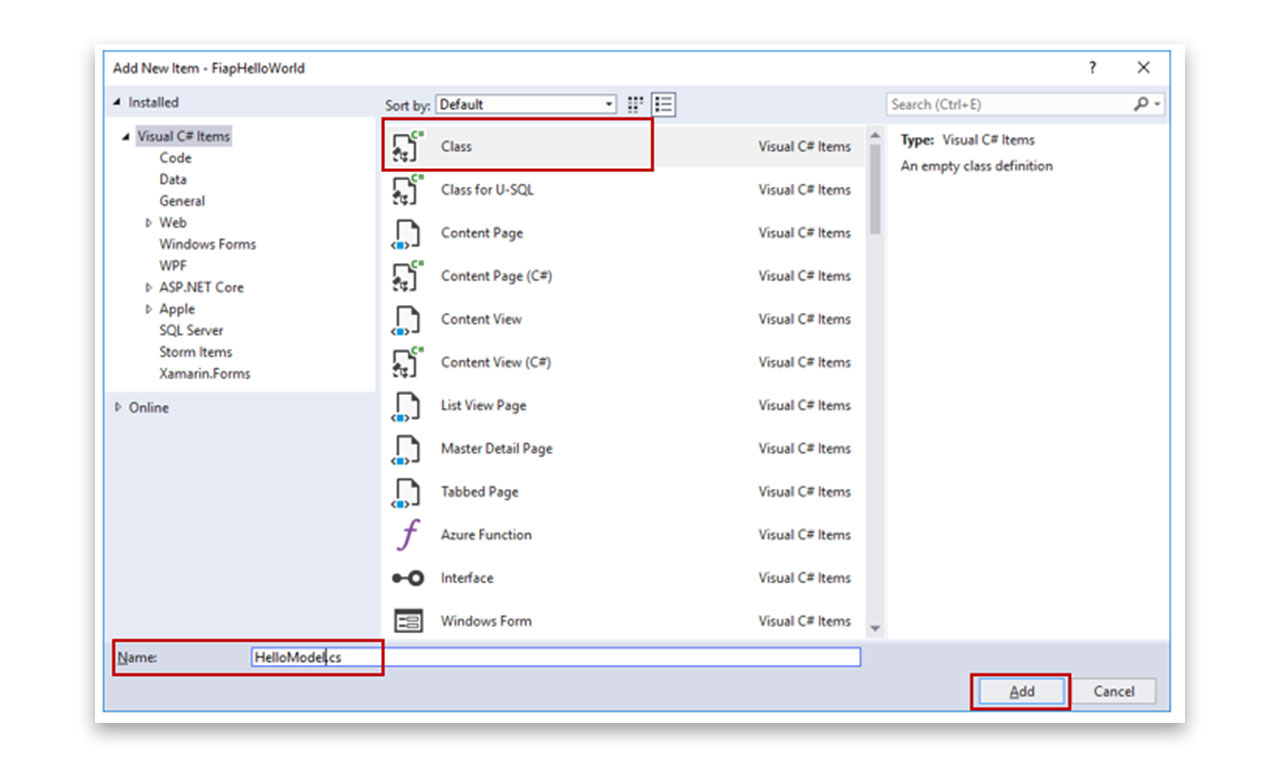 Add New Item - FiapHelloWorld
?
Installed
Sort by: Default
Search (Ctrl+E)
Visual C# Items
Code
Data
General
Web
Windows Forms
WPF
ASP.NET Core
Apple
SQL Server
Storm Items
Xamarin.Forms
Online
C# Class Visual C# Items
C# Class for U-SQL Visual C# Items
Content Page Visual C# Items
C# Content Page (C#) Visual C# Items
Content View Visual C# Items
C# Content View (C#) Visual C# Items
List View Page Visual C# Items
Master Detail Page Visual C# Items
Tabbed Page Visual C# Items
Azure Function Visual C# Items
Interface Visual C# Items
Windows Form Visual C# Items
Type: Visual C# Items
An empty class definition
Name: HelloModel.cs
Add Cancel